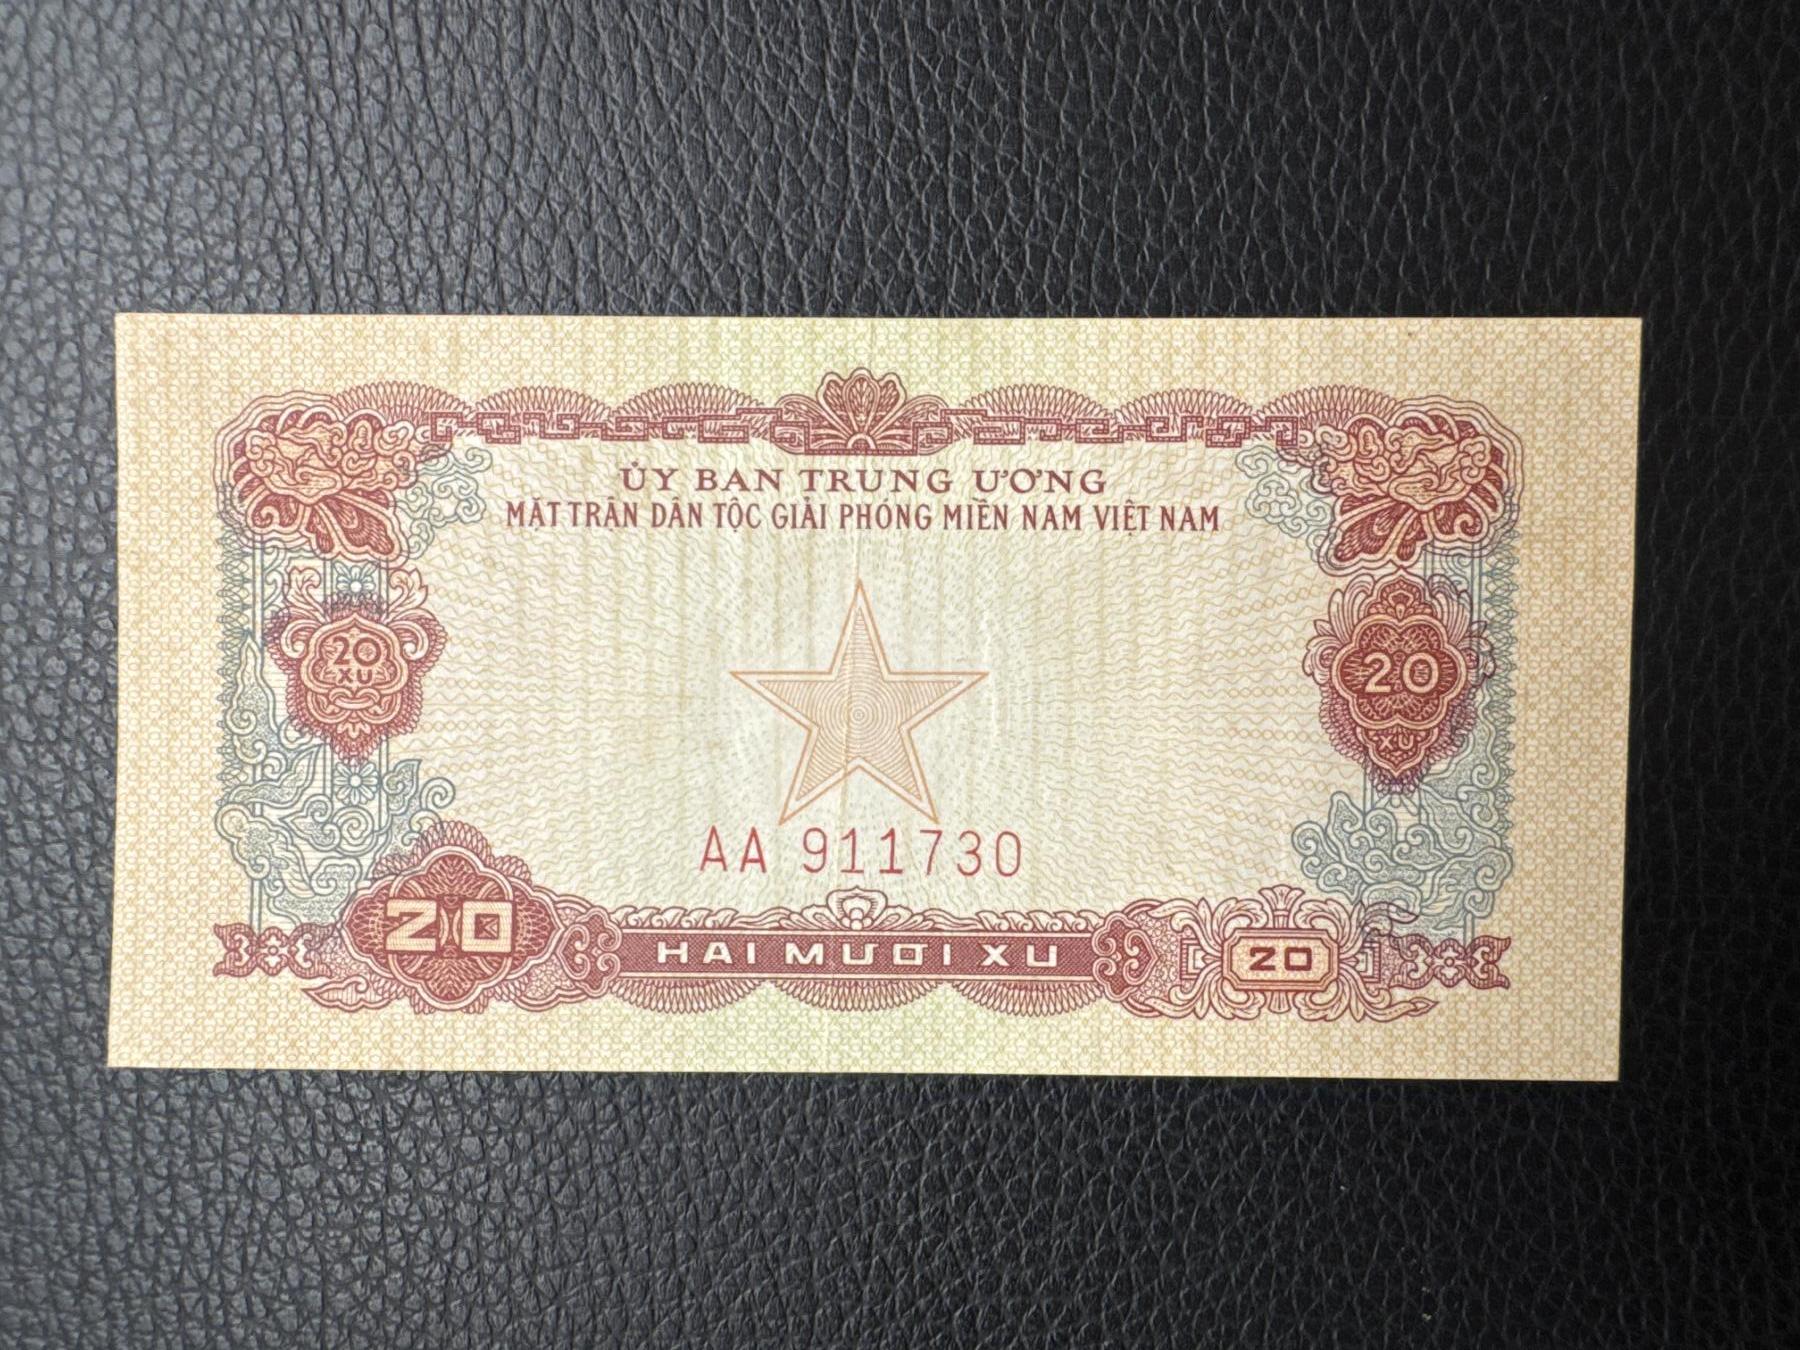 ỦY BAN TRUNG ƯƠNG
MẶT TRẬN DÂN TỘC GIẢI PHÓNG MIỀN NAM VIỆT NAM
20
XU
20
XU
AA 911730
20
HAI MƯƠI XU
20